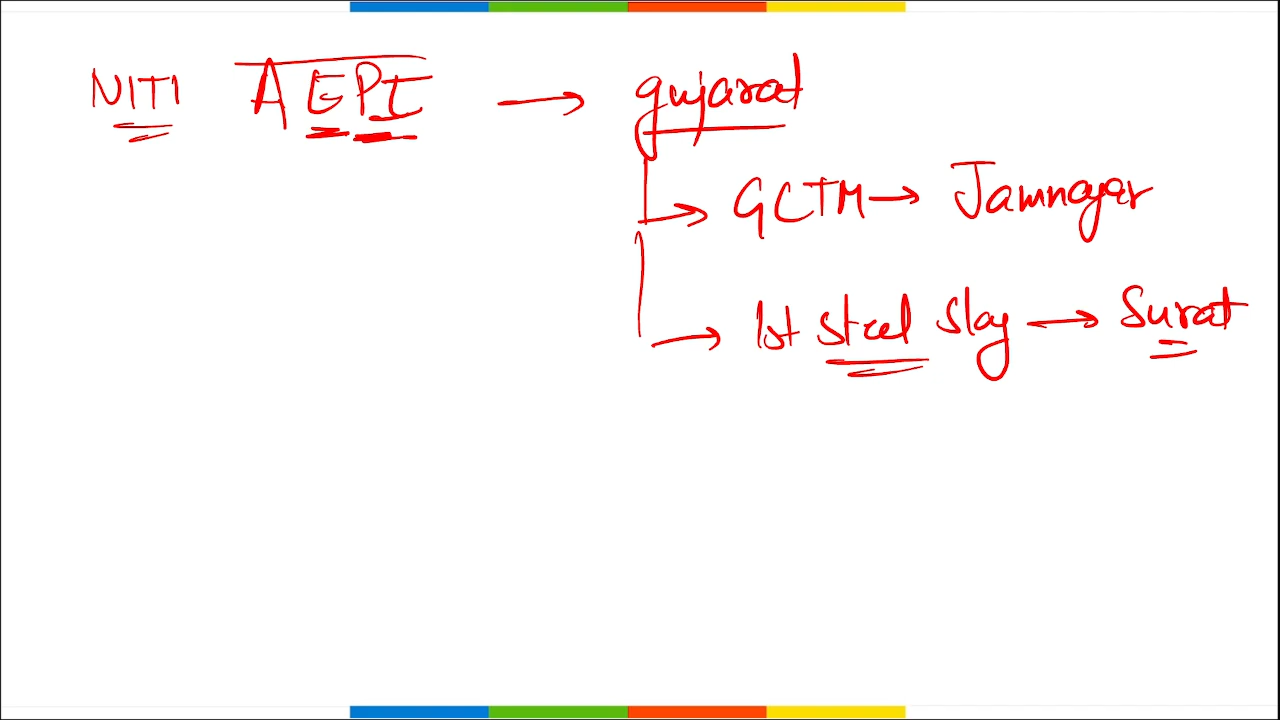 NITI AEPI → gujarat
→ GCTM → Jamnagar
→ 1st steel slag → Surat